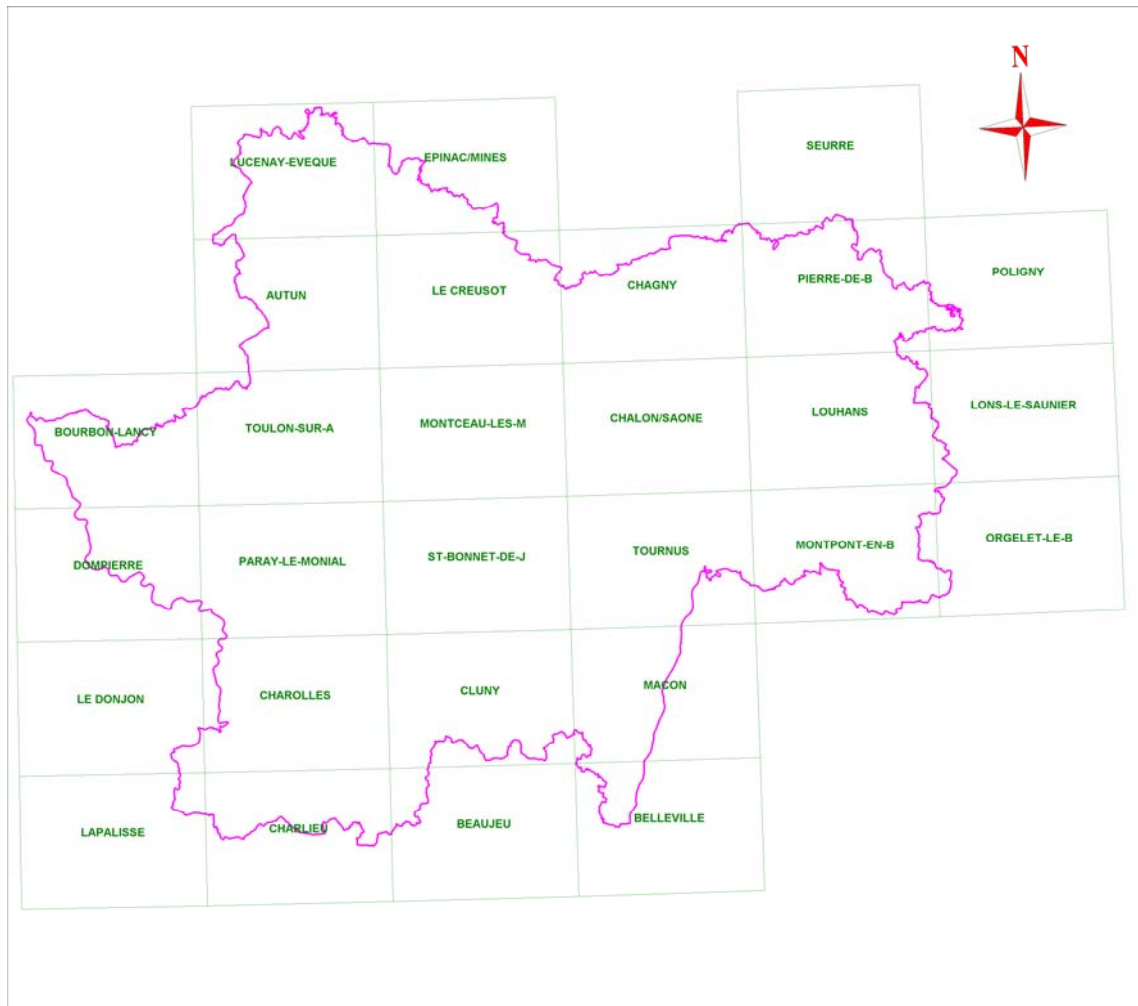 N
LUCENAY-EVEQUE
EPINAC/MINES
SEURRE
AUTUN
LE CREUSOT
CHAGNY
PIERRE-DE-B
POLIGNY
BOURBON-LANCY
TOULON-SUR-A
MONTCEAU-LES-M
CHALON/SAONE
LOUHANS
LONS-LE-SAUNIER
DOMPIERRE
PARAY-LE-MONIAL
ST-BONNET-DE-J
TOURNUS
MONTPONT-EN-B
ORGELET-LE-B
LE DONJON
CHAROLLES
CLUNY
MACON
LAPALISSE
CHARLIEU
BEAUJEU
BELLEVILLE